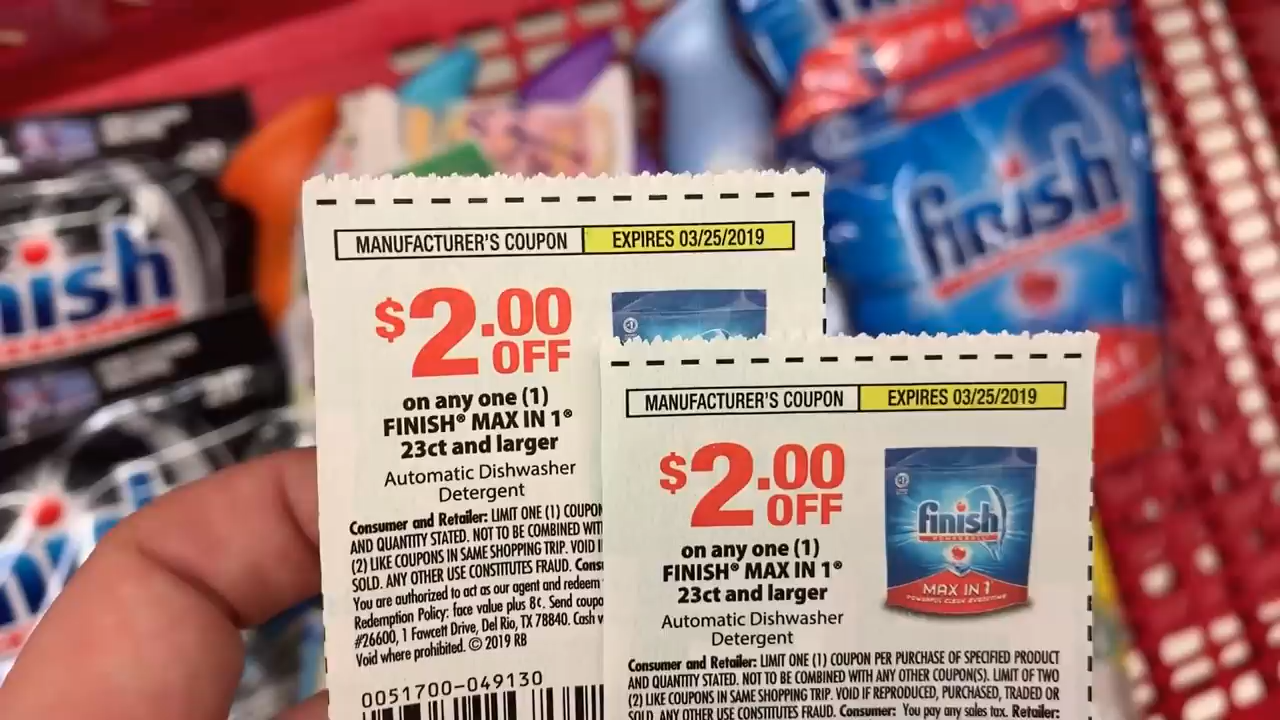 finish
nish
MANUFACTURER'S COUPON EXPIRES 03/25/2019
$2.00 OFF
on any one (1)
FINISH® MAX IN 1®
23ct and larger
Automatic Dishwasher
Detergent
Consumer and Retailer: LIMIT ONE (1) COUPON
AND QUANTITY STATED. NOT TO BE COMBINED WIT
(2) LIKE COUPONS IN SAME SHOPPING TRIP. VOID I
SOLD. ANY OTHER USE CONSTITUTES FRAUD. Cons
You are authorized to act as our agent and redeem
Redemption Policy: face value plus 8¢. Send coupo
#26600, 1 Fawcett Drive, Del Rio, TX 78840. Cash v
Void where prohibited. © 2019 RB
0051700-049130
MANUFACTURER'S COUPON EXPIRES 03/25/2019
$2.00 OFF
on any one (1)
FINISH® MAX IN 1®
23ct and larger
Automatic Dishwasher
Detergent
finish
POWERBALL
MAX IN 1
POWERFUL CLEAN EVERYTIME
Consumer and Retailer: LIMIT ONE (1) COUPON PER PURCHASE OF SPECIFIED PRODUCT
AND QUANTITY STATED. NOT TO BE COMBINED WITH ANY OTHER COUPON(S). LIMIT OF TWO
(2) LIKE COUPONS IN SAME SHOPPING TRIP. VOID IF REPRODUCED, PURCHASED, TRADED OR
SOLD. ANY OTHER USE CONSTITUTES FRAUD. Consumer: You pay any sales tax. Retailer: